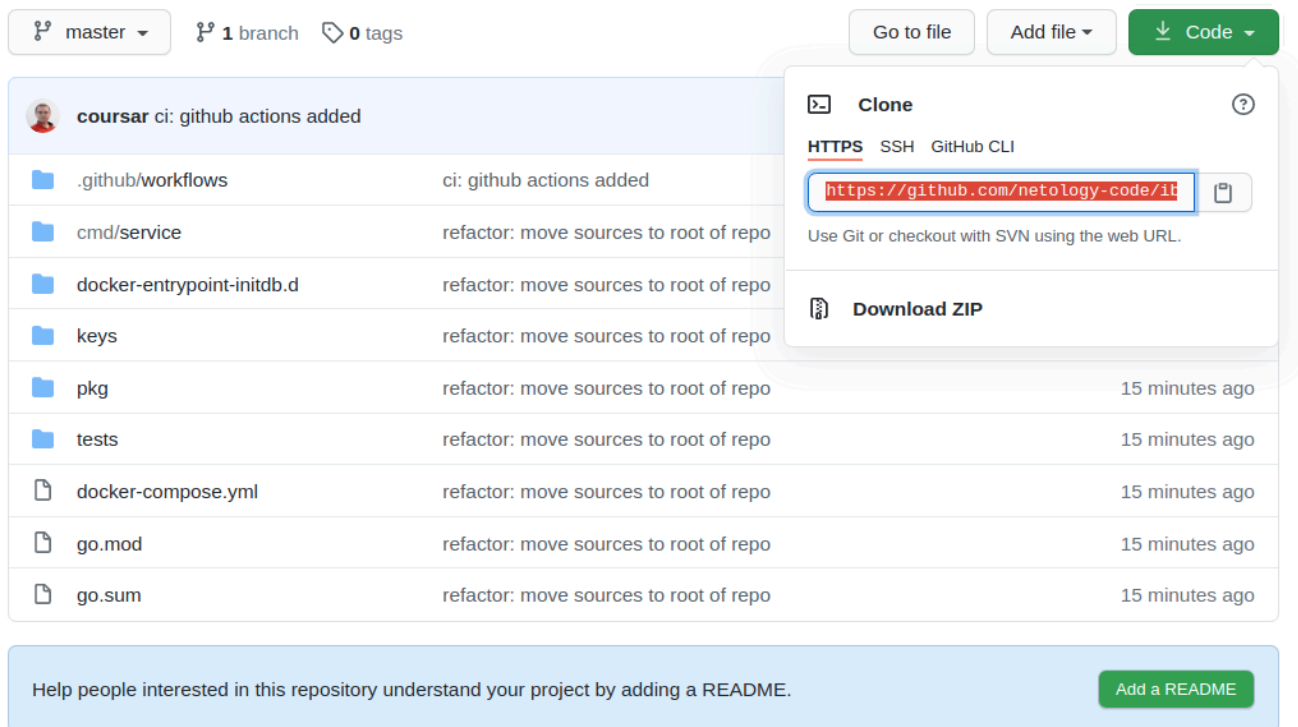 master 1 branch 0 tags Go to file Add file Code
coursar ci: github actions added
Clone
HTTPS SSH GitHub CLI
https://github.com/netology-code/ib
Use Git or checkout with SVN using the web URL.
Download ZIP
.github/workflows ci: github actions added
cmd/service refactor: move sources to root of repo
docker-entrypoint-initdb.d refactor: move sources to root of repo
keys refactor: move sources to root of repo
pkg refactor: move sources to root of repo 15 minutes ago
tests refactor: move sources to root of repo 15 minutes ago
docker-compose.yml refactor: move sources to root of repo 15 minutes ago
go.mod refactor: move sources to root of repo 15 minutes ago
go.sum refactor: move sources to root of repo 15 minutes ago
Help people interested in this repository understand your project by adding a README. Add a README